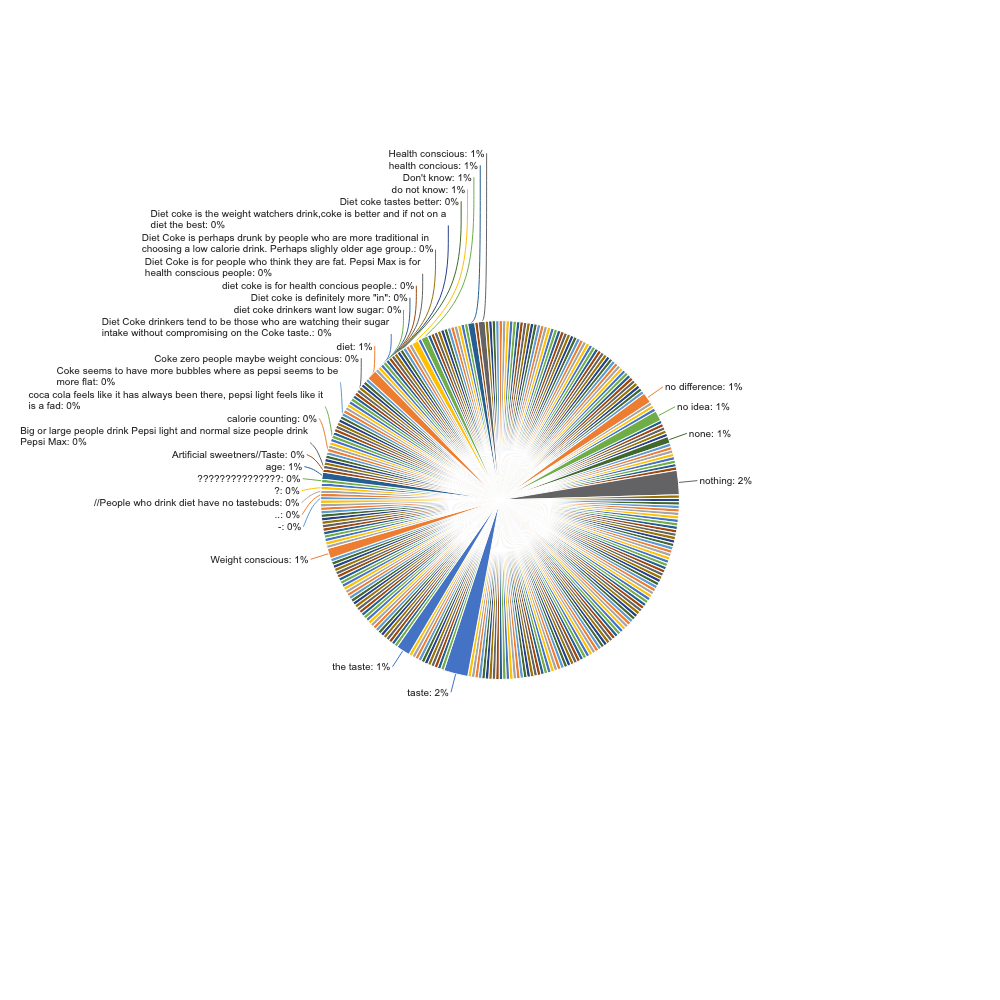 Health conscious: 1%
health concious: 1%
Don't know: 1%
do not know: 1%
Diet coke tastes better: 0%
Diet coke is the weight watchers drink,coke is better and if not on a
diet the best: 0%
Diet Coke is perhaps drunk by people who are more traditional in
choosing a low calorie drink. Perhaps slighly older age group.: 0%
Diet Coke is for people who think they are fat. Pepsi Max is for
health conscious people: 0%
diet coke is for health concious people.: 0%
Diet coke is definitely more "in": 0%
diet coke drinkers want low sugar: 0%
Diet Coke drinkers tend to be those who are watching their sugar
intake without compromising on the Coke taste.: 0%
diet: 1%
Coke zero people maybe weight concious: 0%
Coke seems to have more bubbles where as pepsi seems to be
more flat: 0%
coca cola feels like it has always been there, pepsi light feels like it
is a fad: 0%
calorie counting: 0%
Big or large people drink Pepsi light and normal size people drink
Pepsi Max: 0%
Artificial sweetners//Taste: 0%
age: 1%
???????????????: 0%
?: 0%
//People who drink diet have no tastebuds: 0%
..: 0%
-: 0%
Weight conscious: 1%
the taste: 1%
taste: 2%
no difference: 1%
no idea: 1%
none: 1%
nothing: 2%